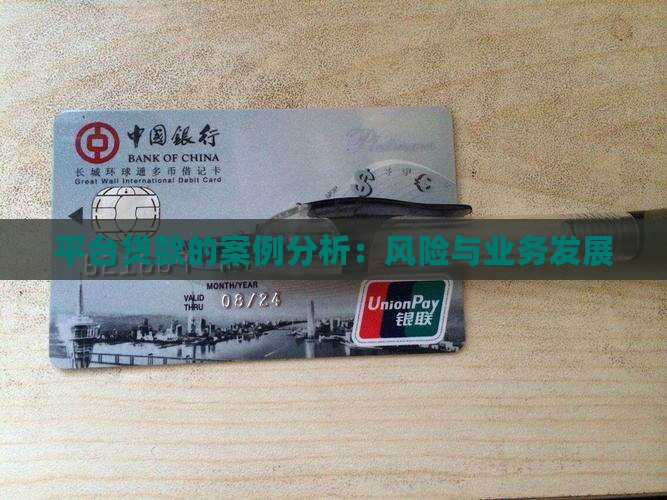 中国银行
BANK OF CHINA
长城环球通多币借记卡
Great Wall International Debit Card
Platinum
平台贷款的案例分析：风险与业务发展
MONTH/YEAR
VALID THRU 08/24
UnionPay
银联